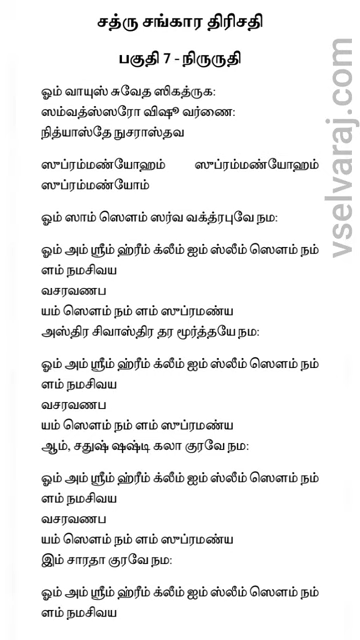 சத்ரு சங்கார திரிசதி
பகுதி 7 - நிருருதி
ஓம் வாயுஸ் சுவேத ஸிகத்ருக:
ஸம்வத்ஸ்ஸரோ விஷூ வர்ணை:
நித்யாஸ்தே நுசராஸ்தவ
ஸுப்ரம்மண்யோஹம் ஸுப்ரம்மண்யோஹம்
ஸுப்ரம்மண்யோம்
ஓம் ஸாம் ஸௌம் ஸர்வ வக்த்ரபுவே நம:
ஓம் அம் ஸ்ரீம் ஹ்ரீம் க்லீம் ஐம் ஸ்லீம் ஸௌம் நம்
ளம் நமசிவய
வசரவணப
யம் ஸௌம் நம் ளம் ஸுப்ரமண்ய
அஸ்திர சிவாஸ்திர தர மூர்த்தயே நம:
ஓம் அம் ஸ்ரீம் ஹ்ரீம் க்லீம் ஐம் ஸ்லீம் ஸௌம் நம்
ளம் நமசிவய
வசரவணப
யம் ஸௌம் நம் ளம் ஸுப்ரமண்ய
ஆம், சதுஷ் ஷஷ்டி கலா குரவே நம:
ஓம் அம் ஸ்ரீம் ஹ்ரீம் க்லீம் ஐம் ஸ்லீம் ஸௌம் நம்
ளம் நமசிவய
வசரவணப
யம் ஸௌம் நம் ளம் ஸுப்ரமண்ய
இம் சாரதா குரவே நம:
ஓம் அம் ஸ்ரீம் ஹ்ரீம் க்லீம் ஐம் ஸ்லீம் ஸௌம் நம்
ளம் நமசிவய
vselvaraj.com